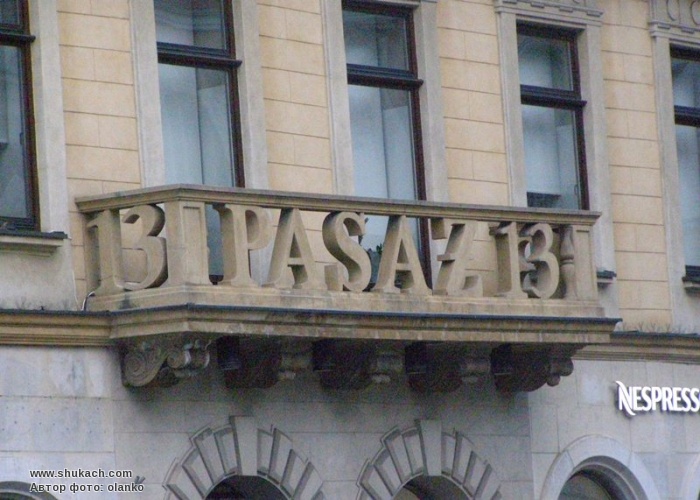 13 PASAŻ 13
NESPRESS
www.shukach.com
Автор фото: olanko